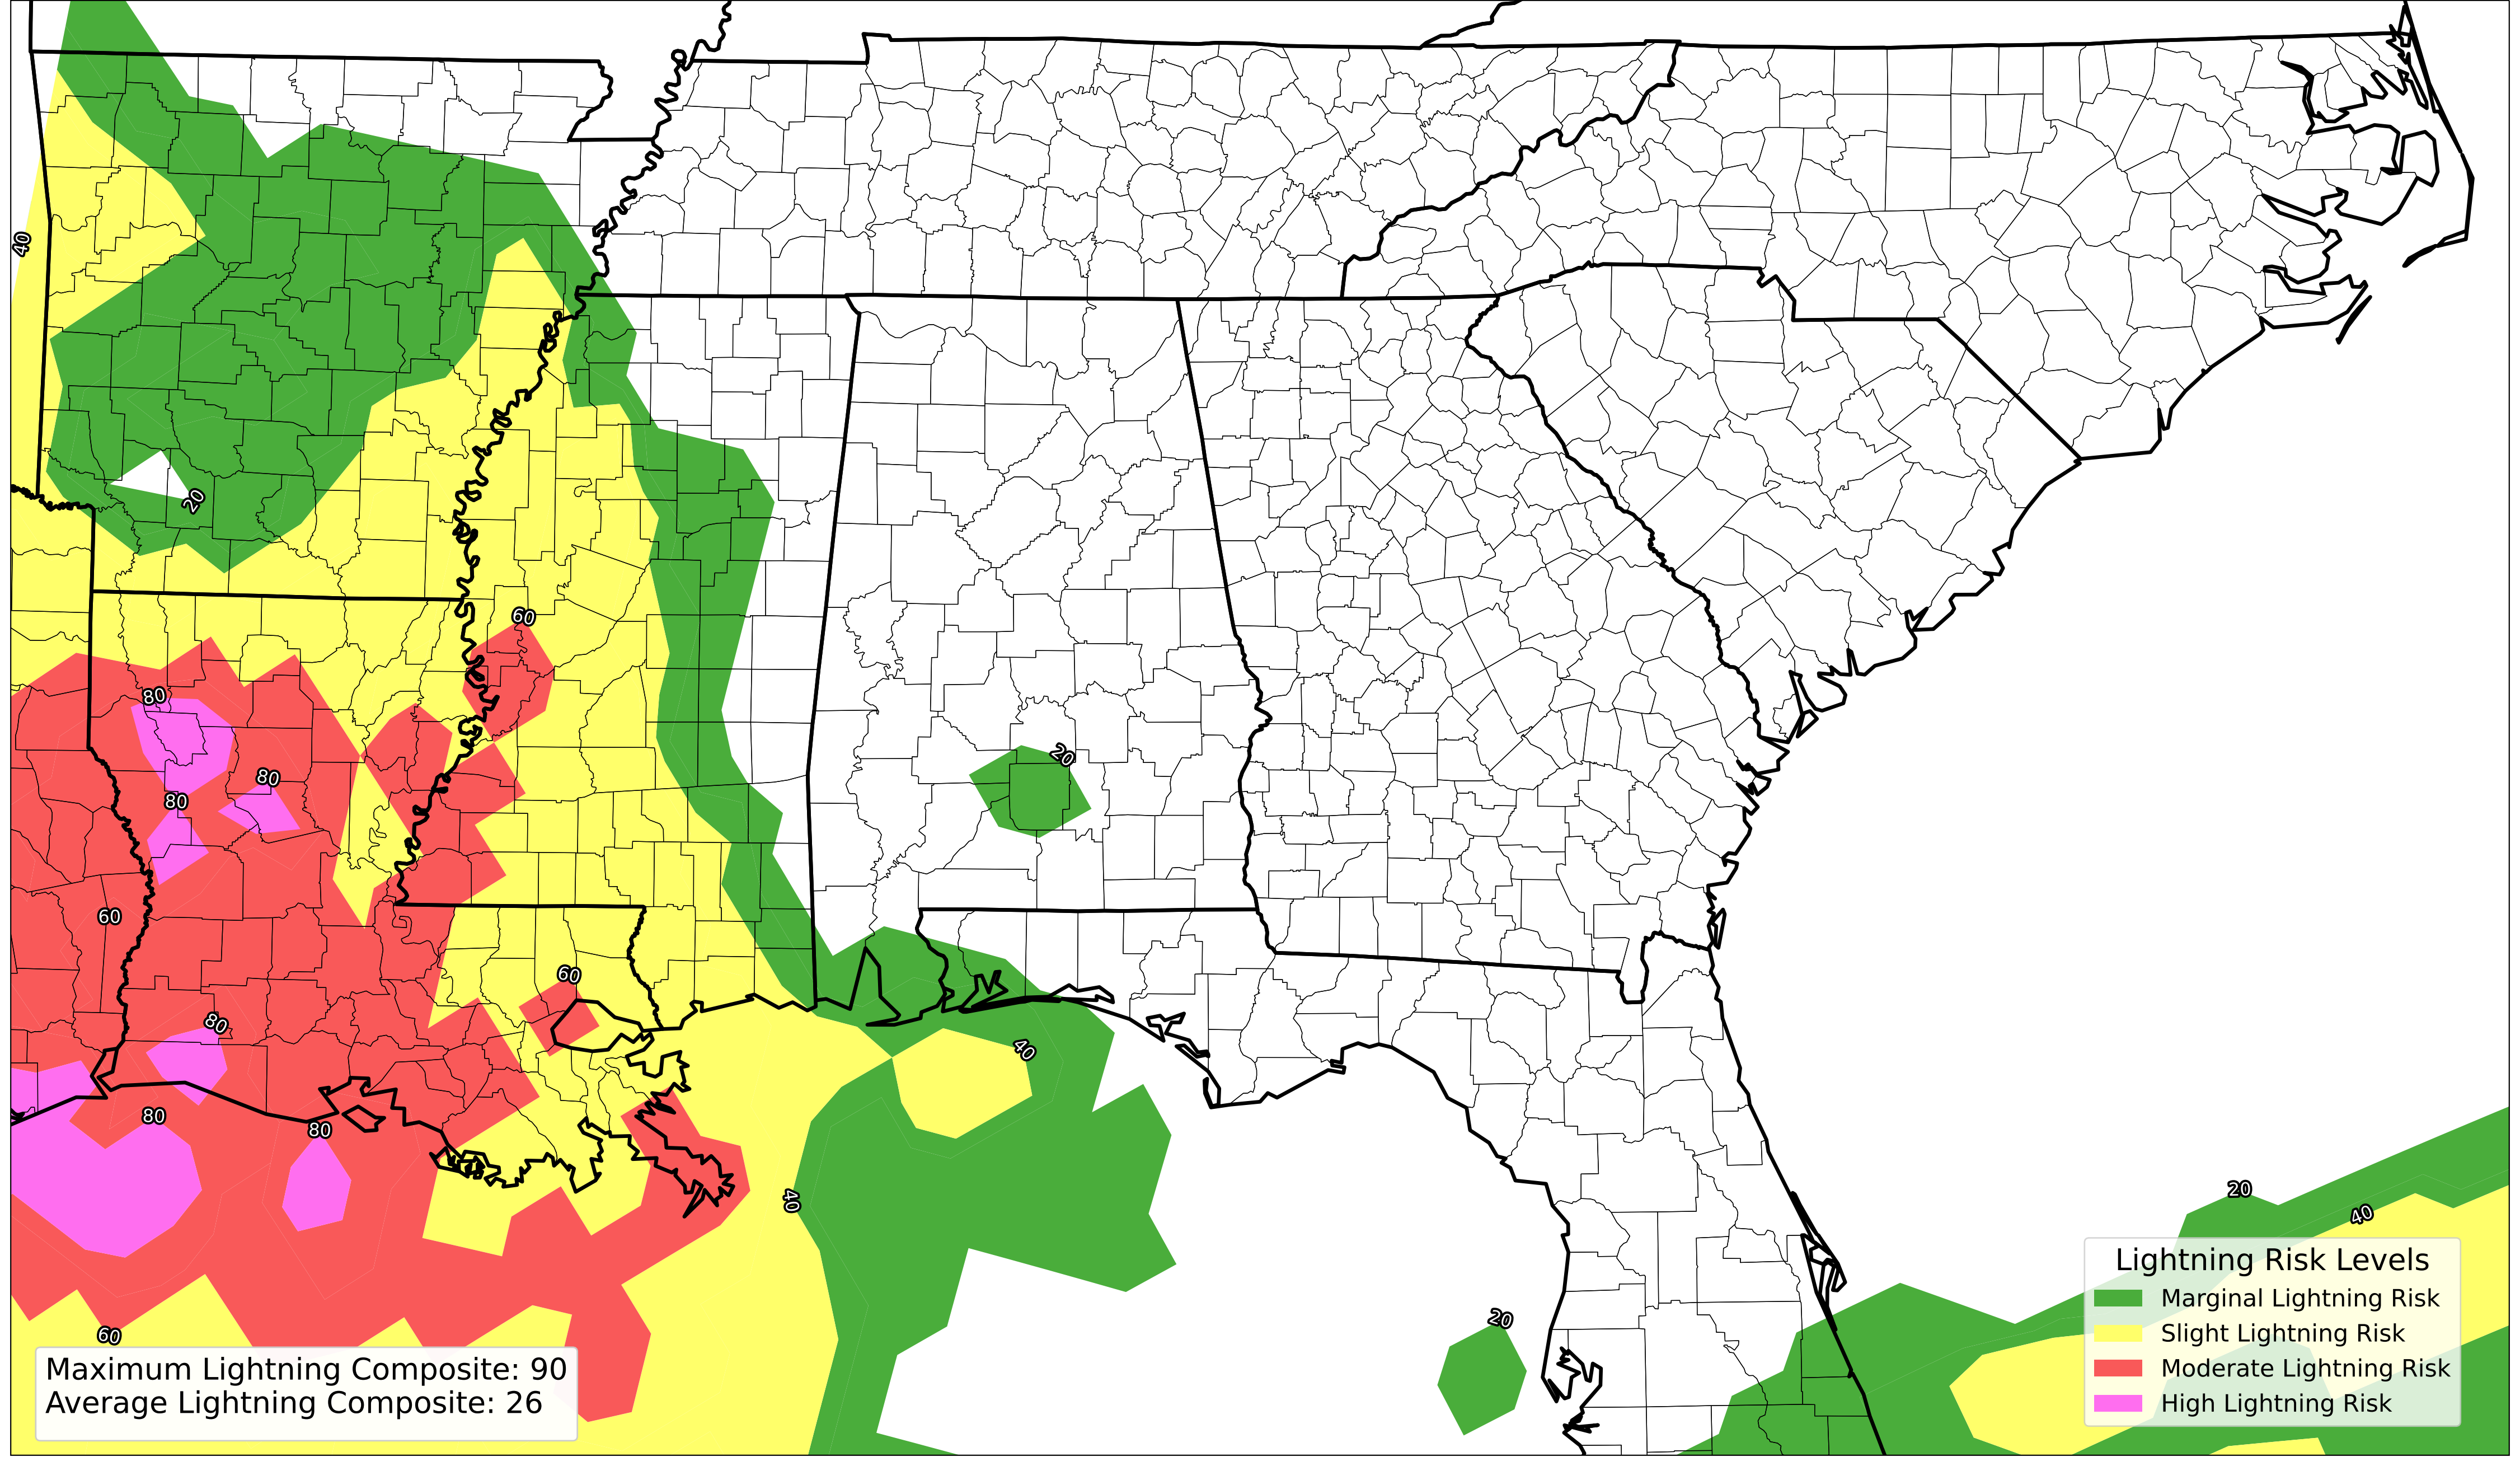 40
20
60
80
80
80
20
60
60
80
40
80
80
40
20
40
60
20
Lightning Risk Levels
Marginal Lightning Risk
Slight Lightning Risk
Moderate Lightning Risk
High Lightning Risk
Maximum Lightning Composite: 90
Average Lightning Composite: 26